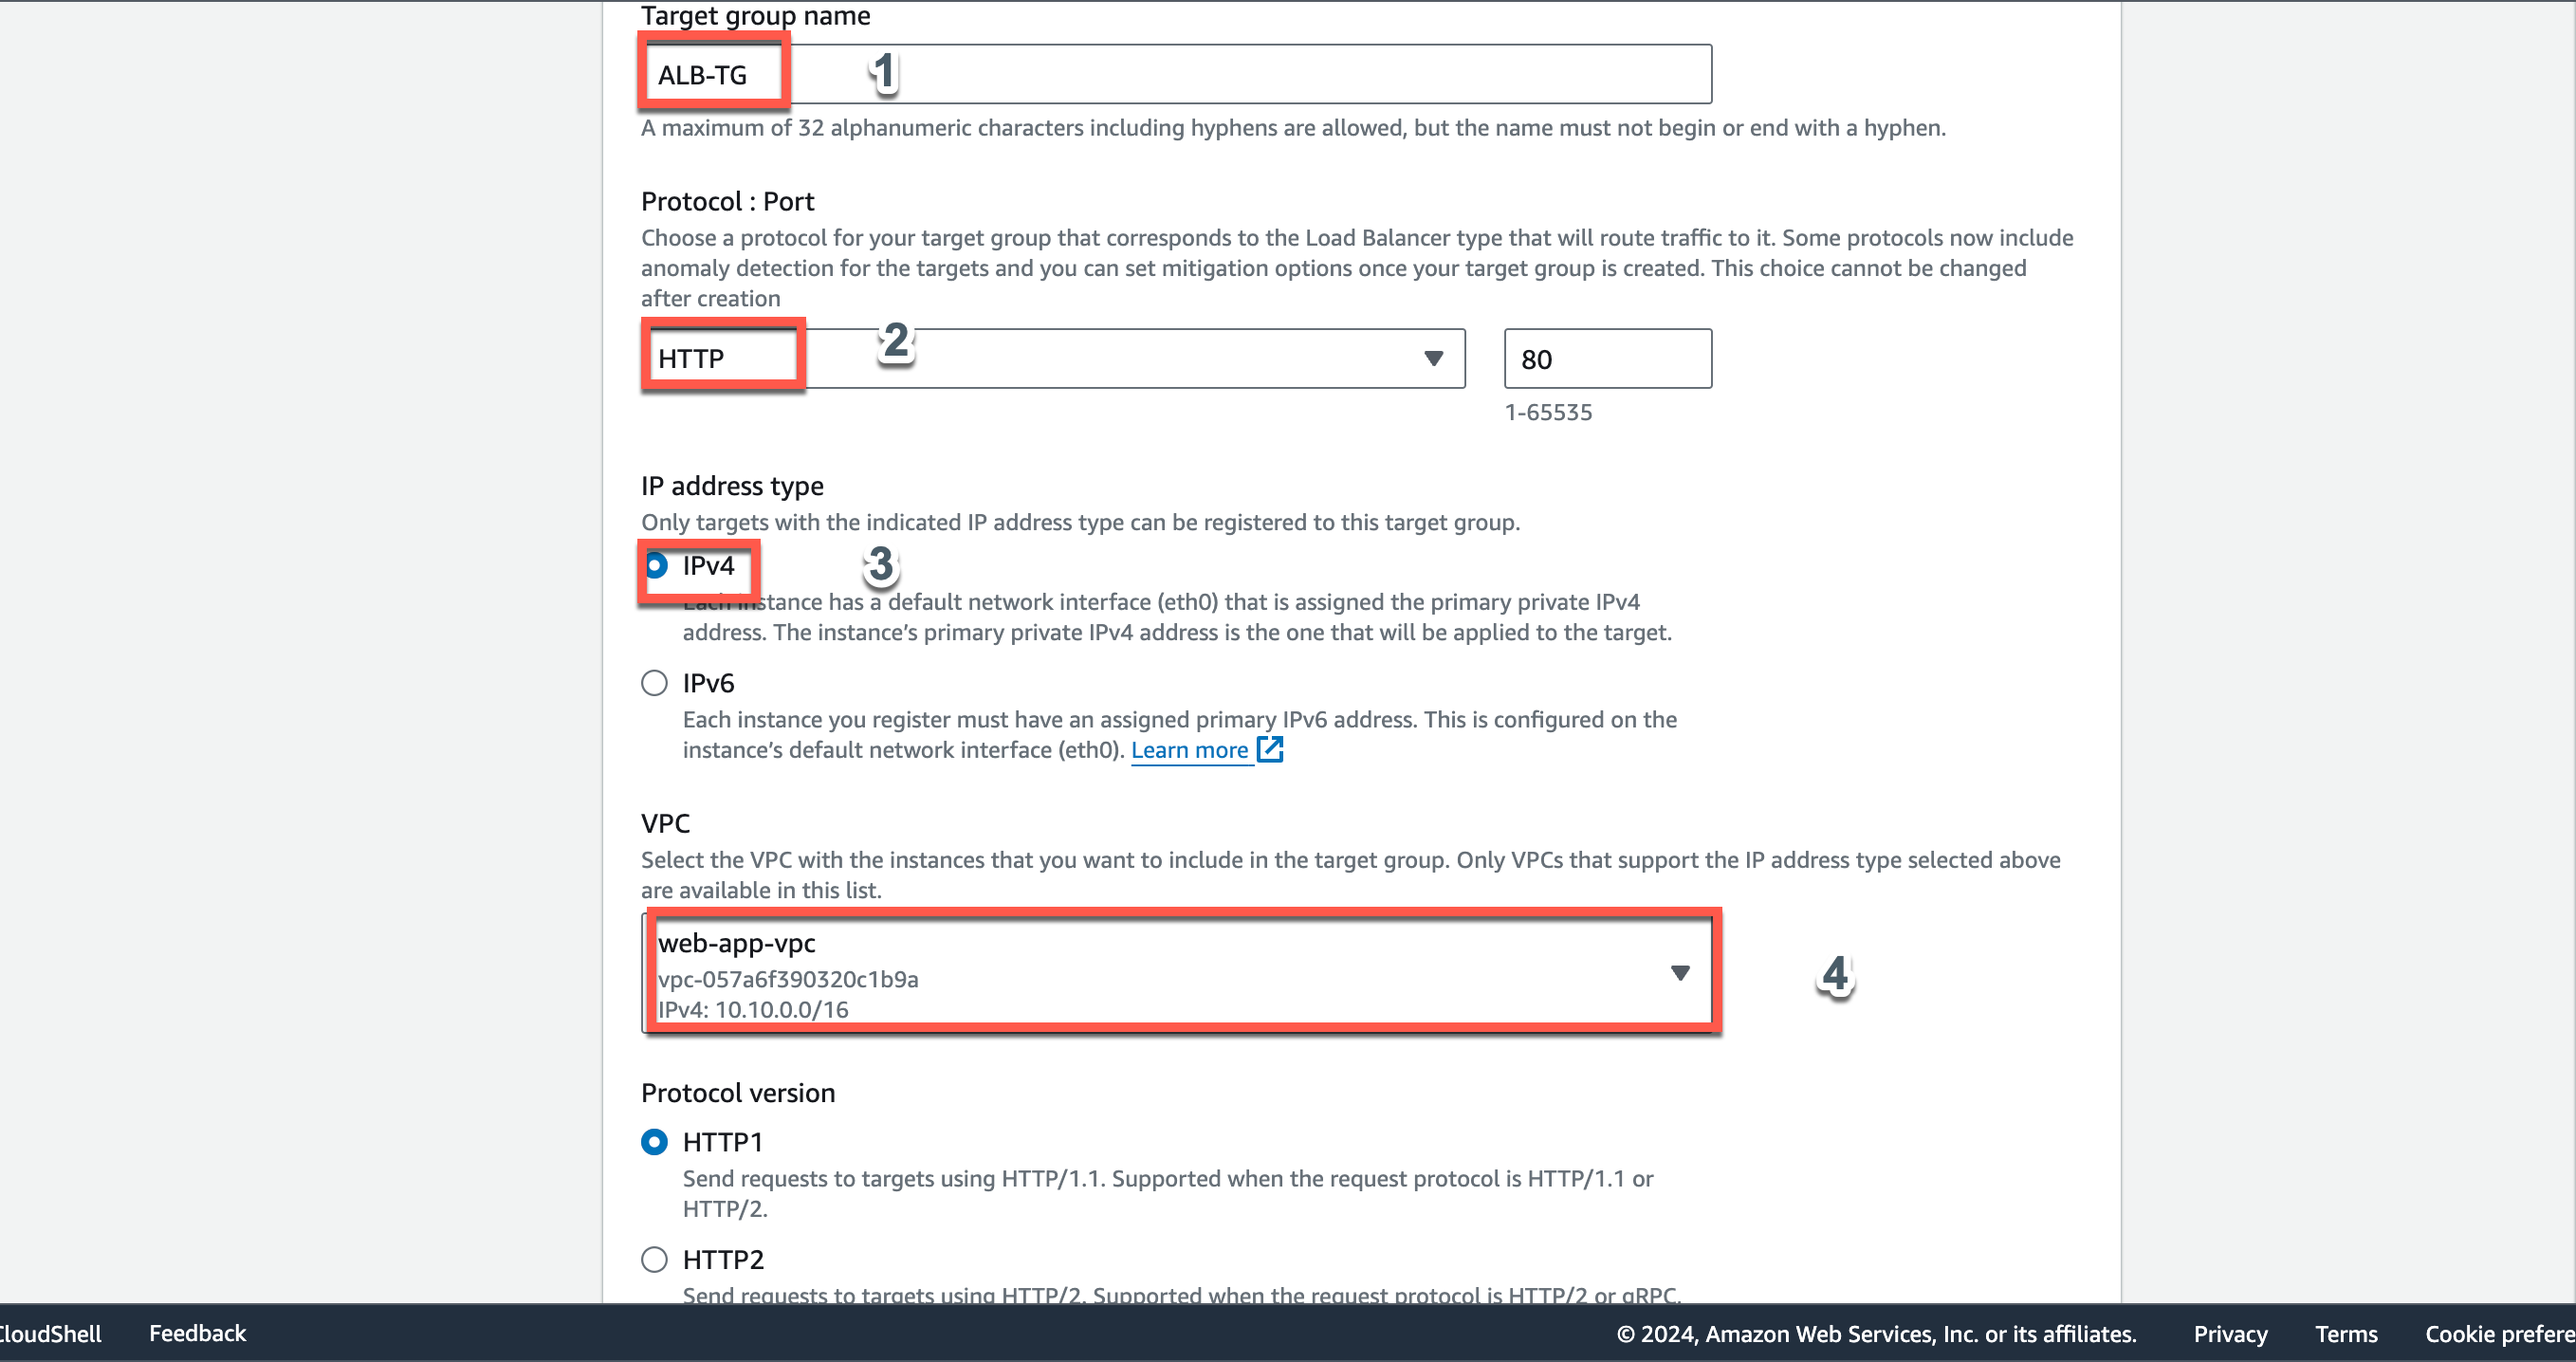 Target group name
ALB-TG
1
A maximum of 32 alphanumeric characters including hyphens are allowed, but the name must not begin or end with a hyphen.
Protocol : Port
Choose a protocol for your target group that corresponds to the Load Balancer type that will route traffic to it. Some protocols now include
anomaly detection for the targets and you can set mitigation options once your target group is created. This choice cannot be changed
after creation
HTTP
2
80
1-65535
IP address type
Only targets with the indicated IP address type can be registered to this target group.
IPv4
3
Each instance has a default network interface (eth0) that is assigned the primary private IPv4
address. The instance’s primary private IPv4 address is the one that will be applied to the target.
IPv6
Each instance you register must have an assigned primary IPv6 address. This is configured on the
instance’s default network interface (eth0). Learn more
VPC
Select the VPC with the instances that you want to include in the target group. Only VPCs that support the IP address type selected above
are available in this list.
web-app-vpc
vpc-057a6f390320c1b9a
IPv4: 10.10.0.0/16
4
Protocol version
HTTP1
Send requests to targets using HTTP/1.1. Supported when the request protocol is HTTP/1.1 or
HTTP/2.
HTTP2
Send requests to targets using HTTP/2. Supported when the request protocol is HTTP/2 or gRPC.
CloudShell
Feedback
© 2024, Amazon Web Services, Inc. or its affiliates.
Privacy
Terms
Cookie prefere